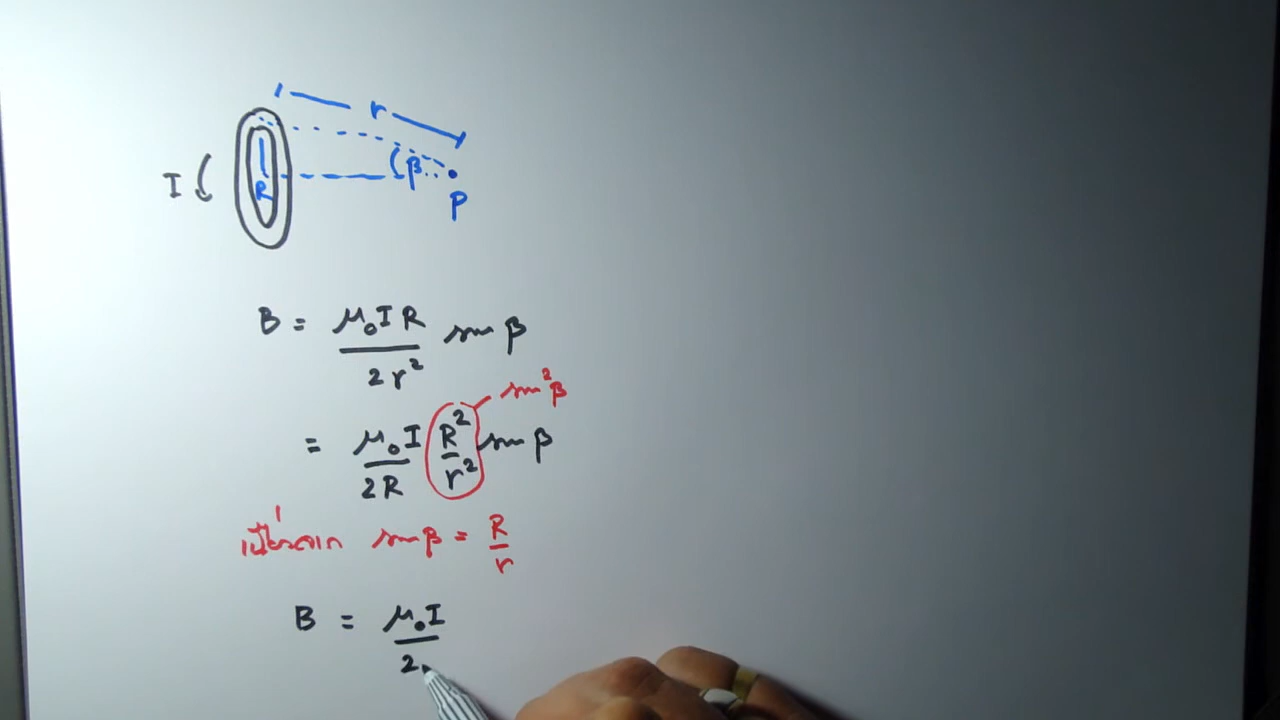 r
I R β P
B = μ₀IR / 2r² sin β
sin²β
= μ₀I / 2R R² / r² sin β
เนื่องจาก sin β = R / r
B = μ₀I / 2